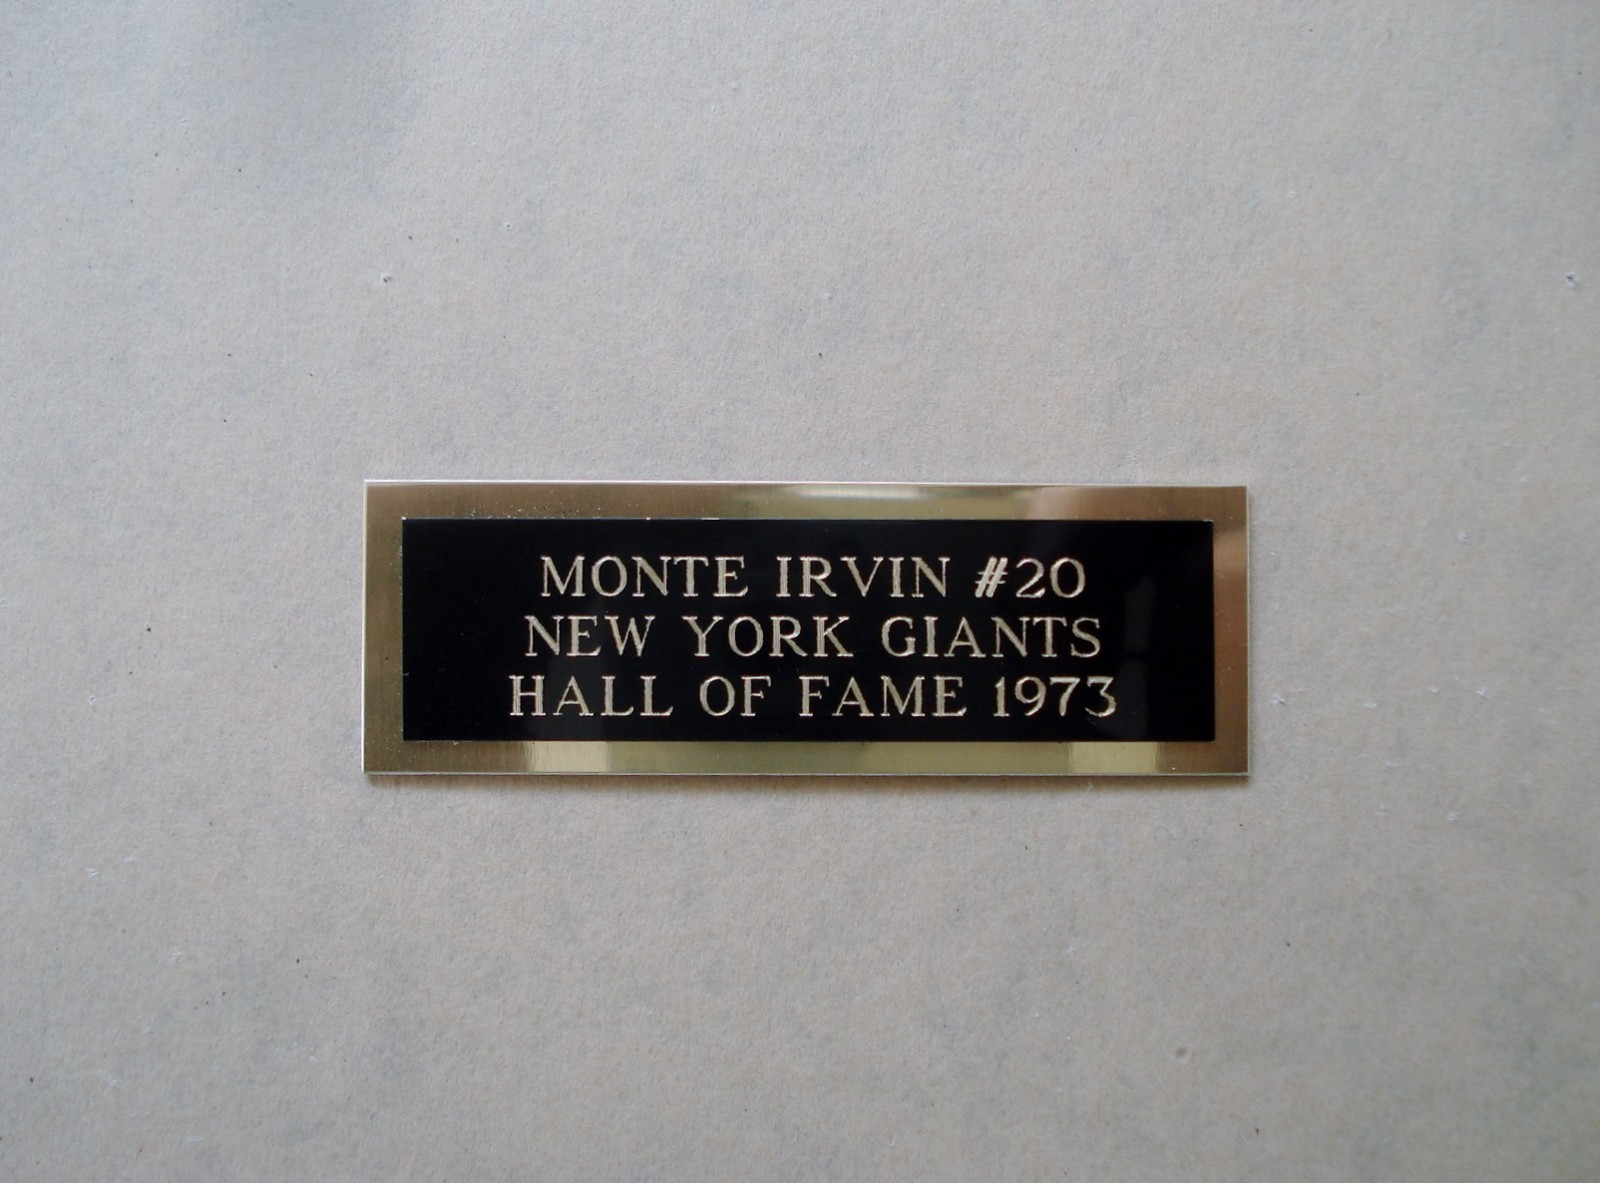 MONTE IRVIN #20
NEW YORK GIANTS
HALL OF FAME 1973